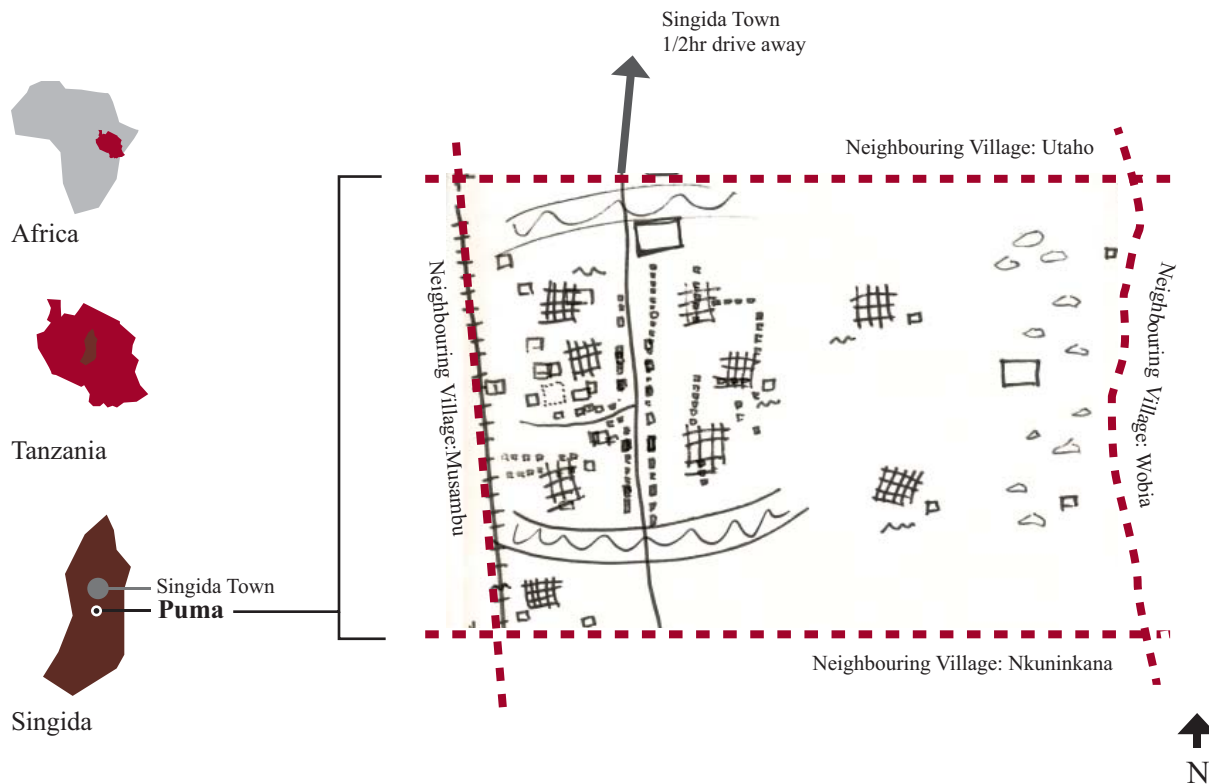 Singida Town
1/2hr drive away
Neighbouring Village: Utaho
Africa
Neighbouring Village:Musambu
Neighbouring Village: Wobia
Tanzania
Singida Town
Puma
Neighbouring Village: Nkuninkana
Singida
N